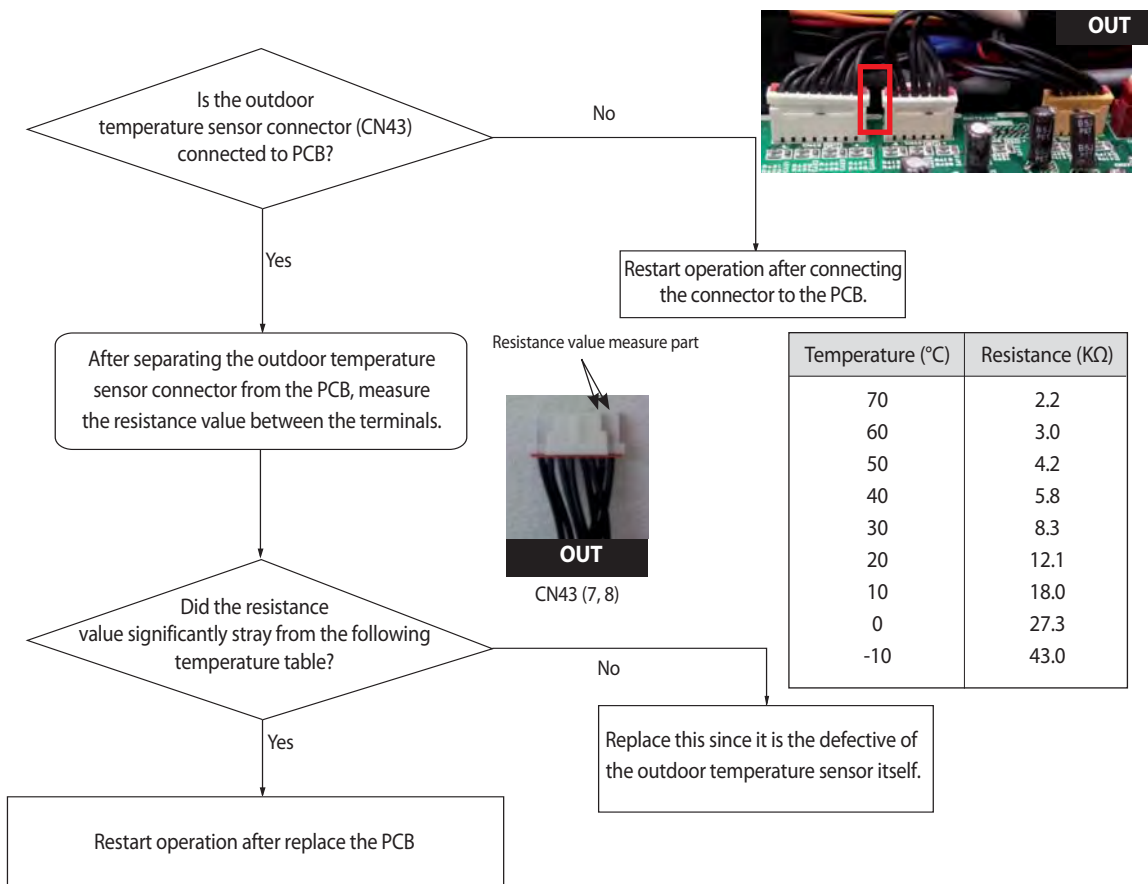 OUT
Is the outdoor
temperature sensor connector (CN43)
connected to PCB?
No
Yes
Restart operation after connecting
the connector to the PCB.
After separating the outdoor temperature
sensor connector from the PCB, measure
the resistance value between the terminals.
Resistance value measure part
OUT
CN43 (7, 8)
Temperature (°C) Resistance (KΩ)
70 2.2
60 3.0
50 4.2
40 5.8
30 8.3
20 12.1
10 18.0
0 27.3
-10 43.0
Did the resistance
value significantly stray from the following
temperature table?
No
Yes
Replace this since it is the defective of
the outdoor temperature sensor itself.
Restart operation after replace the PCB